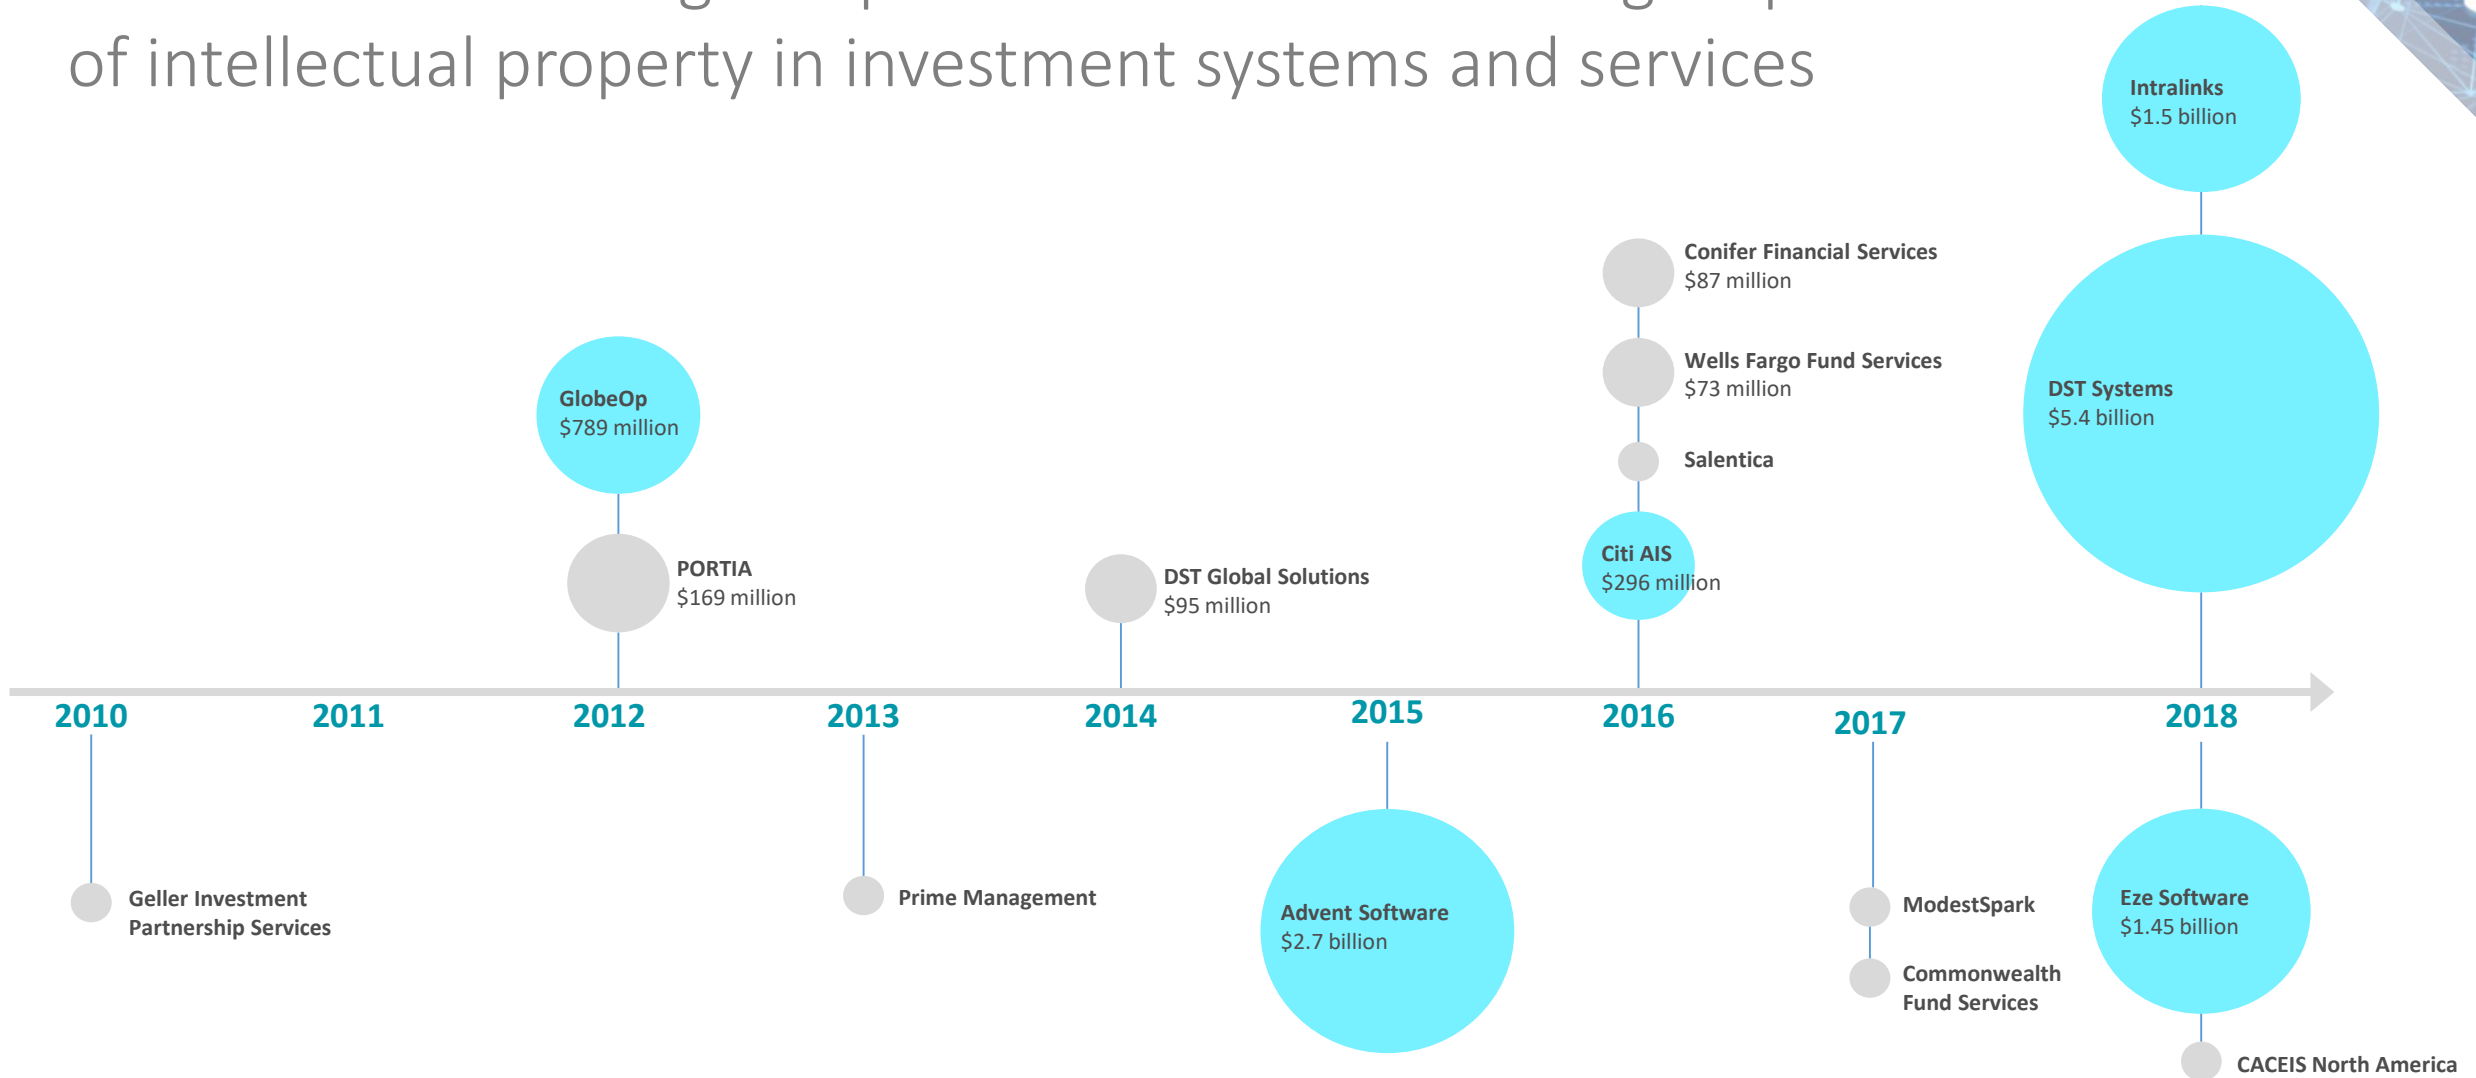 of intellectual property in investment systems and services
Intralinks
$1.5 billion
Conifer Financial Services
$87 million
Wells Fargo Fund Services
$73 million
Salentica
Citi AIS
$296 million
GlobeOp
$789 million
PORTIA
$169 million
DST Global Solutions
$95 million
DST Systems
$5.4 billion
2010
2011
2012
2013
2014
2015
2016
2017
2018
Geller Investment
Partnership Services
Prime Management
Advent Software
$2.7 billion
ModestSpark
Commonwealth
Fund Services
Eze Software
$1.45 billion
CACEIS North America